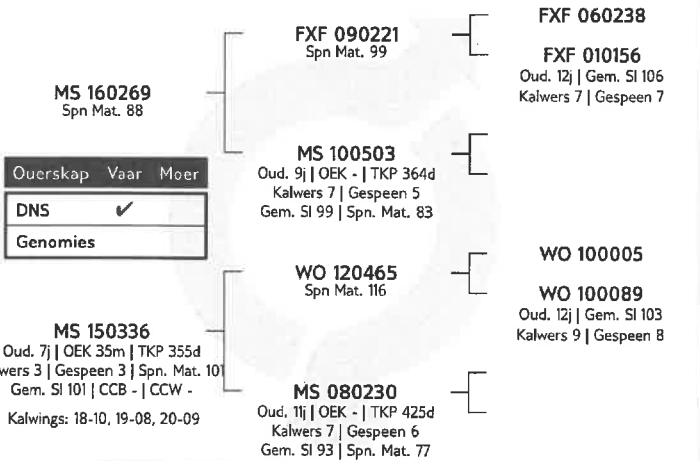 FXF 060238
FXF 090221
Spn Mat. 99
FXF 010156
Oud. 12j | Gem. SI 106
Kalwers 7 | Gespeen 7
MS 160269
Spn Mat. 88
MS 100503
Oud. 9j | OEK - | TKP 364d
Kalwers 7 | Gespeen 5
Gem. SI 99 | Spn. Mat. 83
Ouerskap Vaar Moer
DNS ✔
Genomies
WO 100005
WO 120465
Spn Mat. 116
WO 100089
Oud. 12j | Gem. SI 103
Kalwers 9 | Gespeen 8
MS 150336
Oud. 7j | OEK 35m | TKP 355d
wers 3 | Gespeen 3 | Spn. Mat. 101
Gem. SI 101 | CCB - | CCW -
Kalwings: 18-10, 19-08, 20-09
MS 080230
Oud. 11j | OEK - | TKP 425d
Kalwers 7 | Gespeen 6
Gem. SI 93 | Spn. Mat. 77